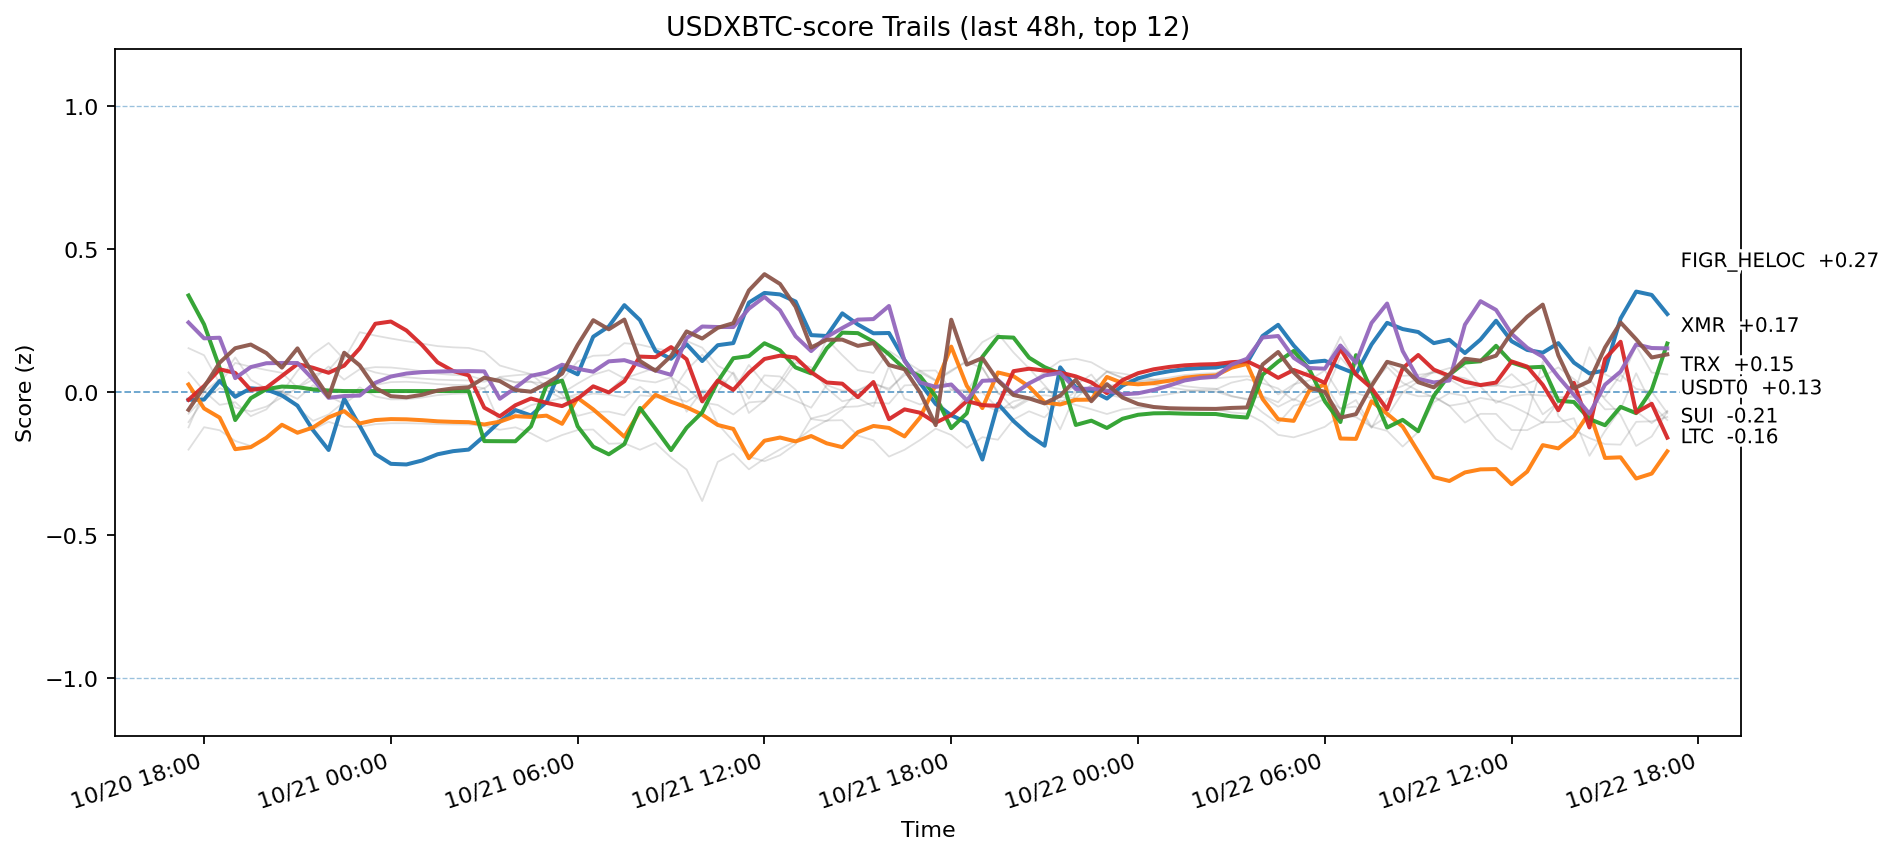 USDXBTC-score Trails (last 48h, top 12)
Score (z)
1.0
0.5
0.0
−0.5
−1.0
FIGR_HELOC +0.27
XMR +0.17
TRX +0.15
USDT0 +0.13
SUI -0.21
LTC -0.16
10/20 18:00
10/21 00:00
10/21 06:00
10/21 12:00
10/21 18:00
10/22 00:00
10/22 06:00
10/22 12:00
10/22 18:00
Time